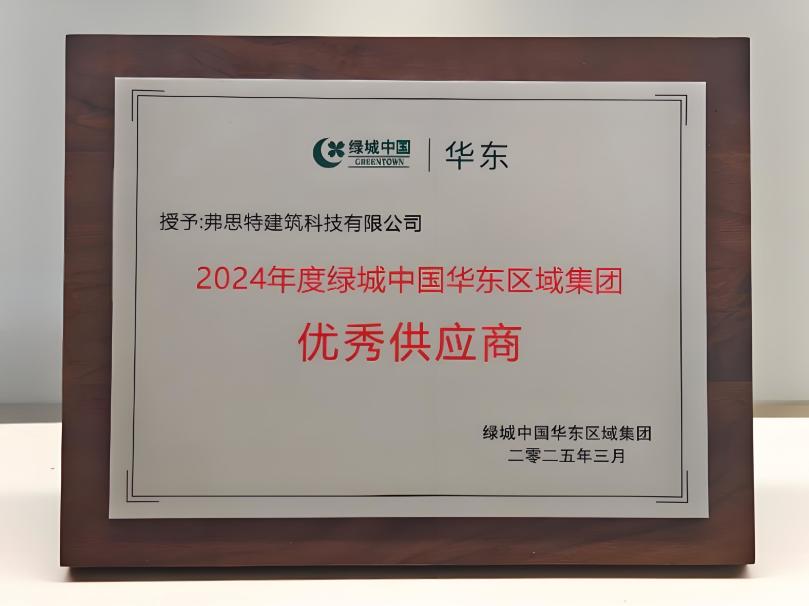 绿城中国 | 华东
GREENTOWN
授予:弗思特建筑科技有限公司
2024年度绿城中国华东区域集团
优秀供应商
绿城中国华东区域集团
二零二五年三月